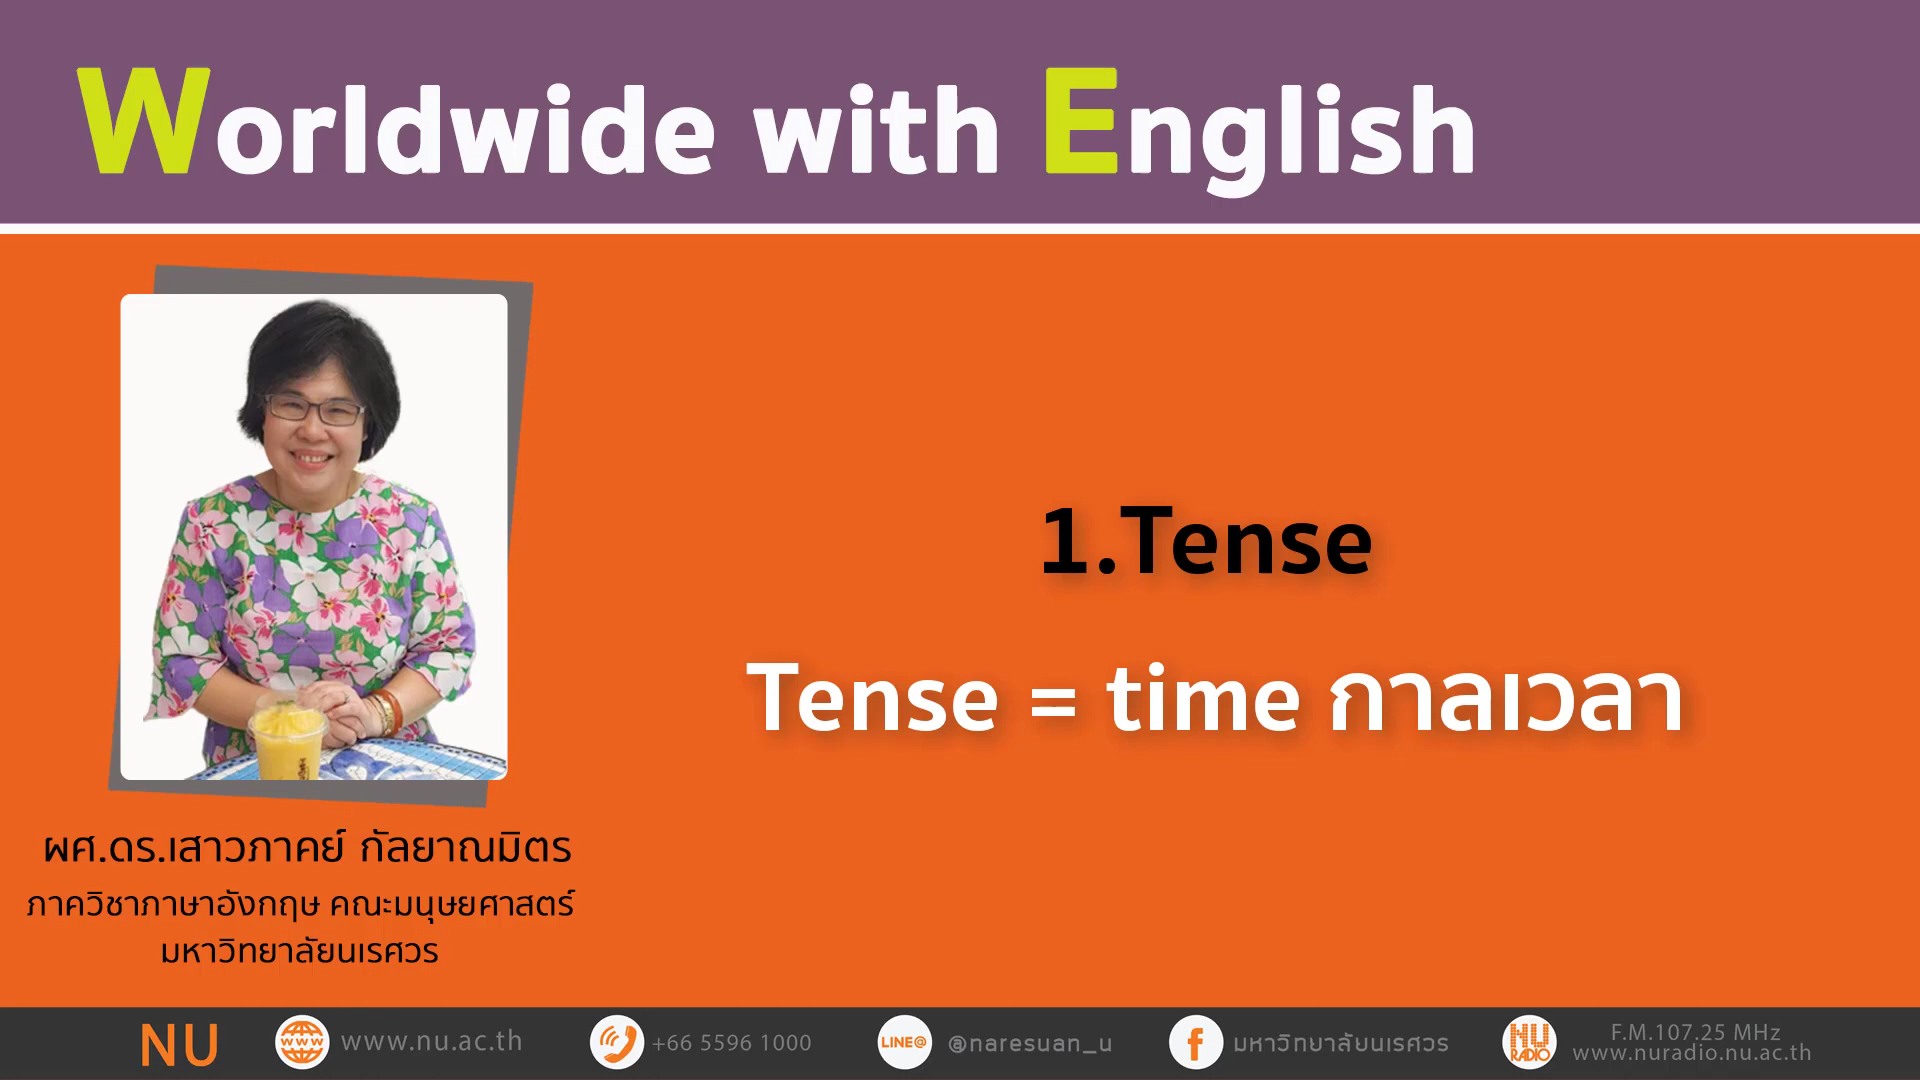 Worldwide with English
1.Tense
Tense = time กาลเวลา
ผศ.ดร.เสาวภาคย์ กัลยาณมิตร
ภาควิชาภาษาอังกฤษ คณะมนุษยศาสตร์
มหาวิทยาลัยนเรศวร
NU
www
www.nu.ac.th
+66 5596 1000
LINE@
@naresuan_u
f
มหาวิทยาลัยนเรศวร
NU
RADIO
F.M.107.25 MHz
www.nuradio.nu.ac.th